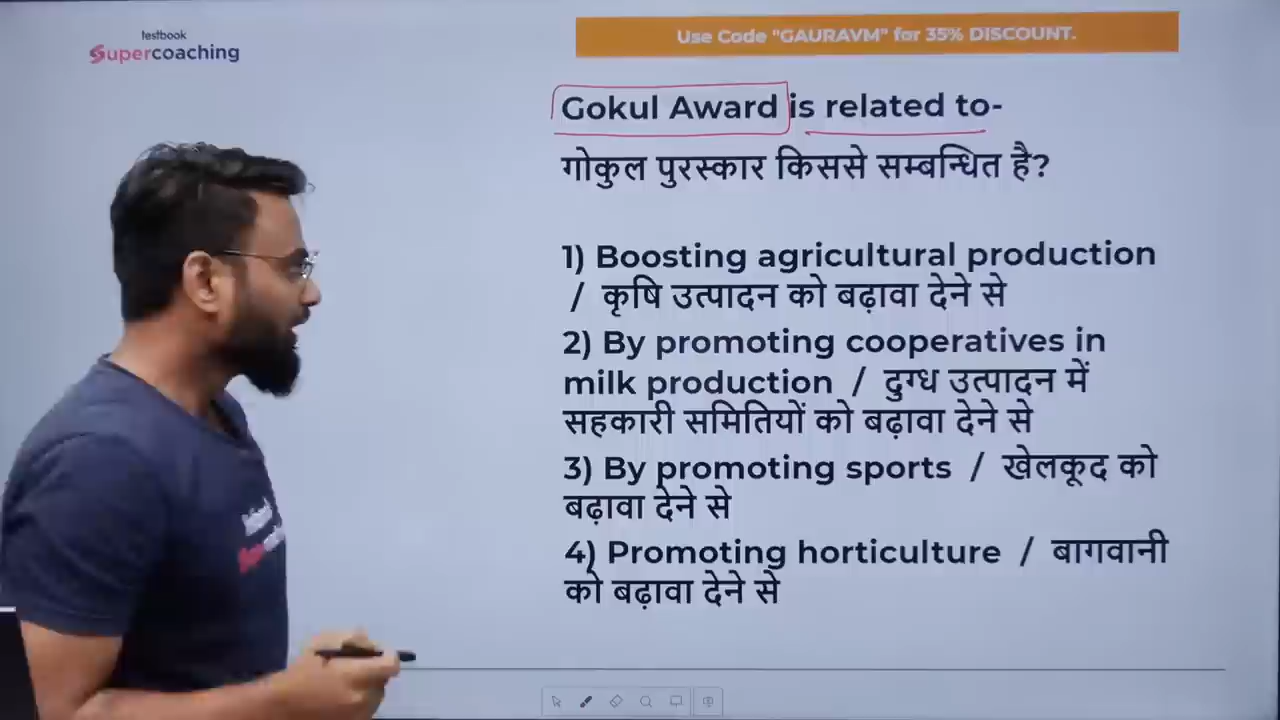 testbook
Supercoaching
Use Code "GAURAVM" for 35% DISCOUNT.
Gokul Award is related to-
गोकुल पुरस्कार किससे सम्बन्धित है?
1) Boosting agricultural production
/ कृषि उत्पादन को बढ़ावा देने से
2) By promoting cooperatives in
milk production / दुग्ध उत्पादन में
सहकारी समितियों को बढ़ावा देने से
3) By promoting sports / खेलकूद को
बढ़ावा देने से
4) Promoting horticulture / बागवानी
को बढ़ावा देने से